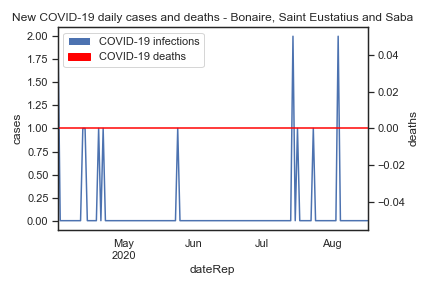 New COVID-19 daily cases and deaths - Bonaire, Saint Eustatius and Saba
COVID-19 infections
COVID-19 deaths
2.00
1.75
1.50
1.25
1.00
0.75
0.50
0.25
0.00
cases
0.04
0.02
0.00
−0.02
−0.04
deaths
May
2020
Jun
Jul
Aug
dateRep